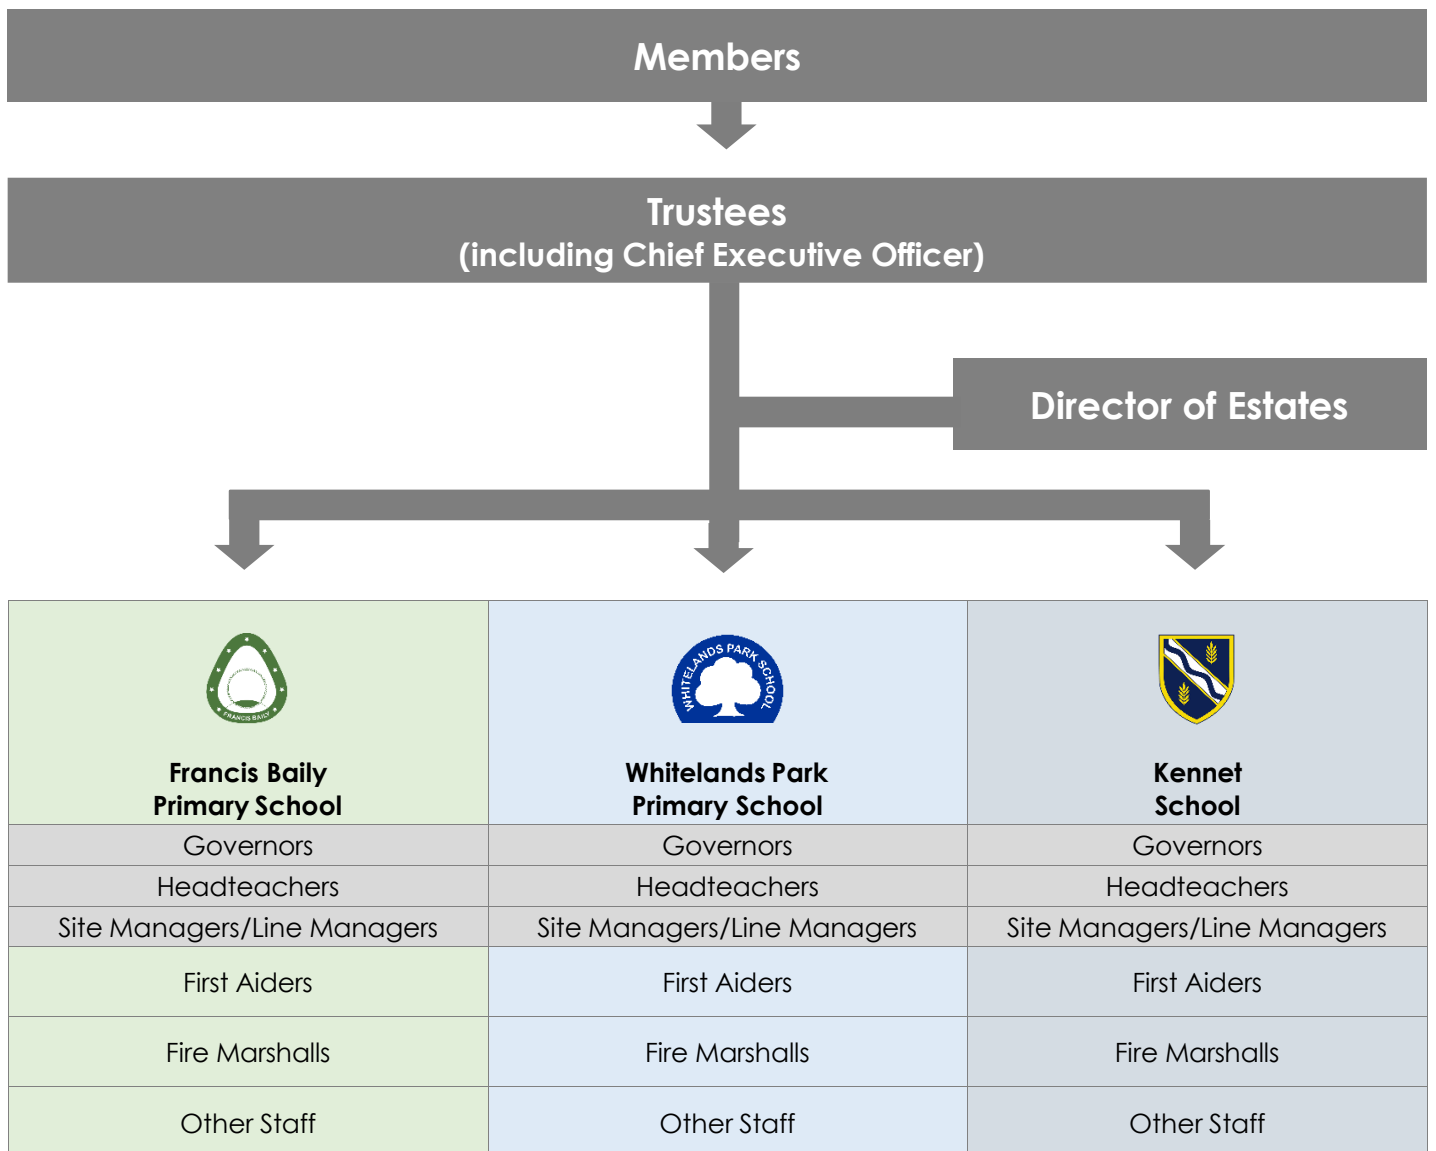 Members
Trustees
(including Chief Executive Officer)
Director of Estates
FRANCIS BAILY
WHITELANDS PARK SCHOOL
Francis Baily
Primary School
Whitelands Park
Primary School
Kennet
School
Governors
Governors
Governors
Headteachers
Headteachers
Headteachers
Site Managers/Line Managers
Site Managers/Line Managers
Site Managers/Line Managers
First Aiders
First Aiders
First Aiders
Fire Marshalls
Fire Marshalls
Fire Marshalls
Other Staff
Other Staff
Other Staff